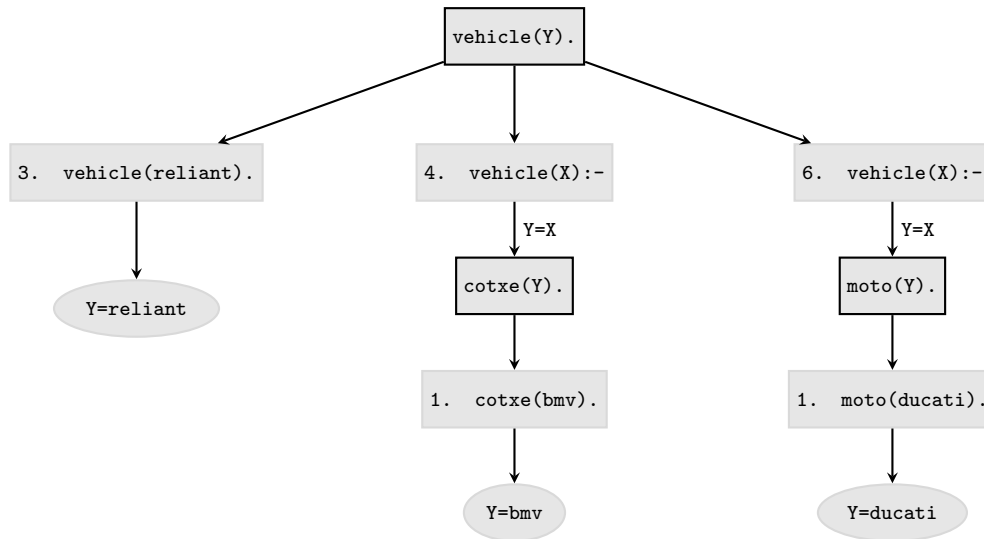 vehicle(Y).
3. vehicle(reliant).
4. vehicle(X):-
6. vehicle(X):-
Y=X
Y=X
Y=reliant
cotxe(Y).
moto(Y).
1. cotxe(bmv).
1. moto(ducati).
Y=bmv
Y=ducati